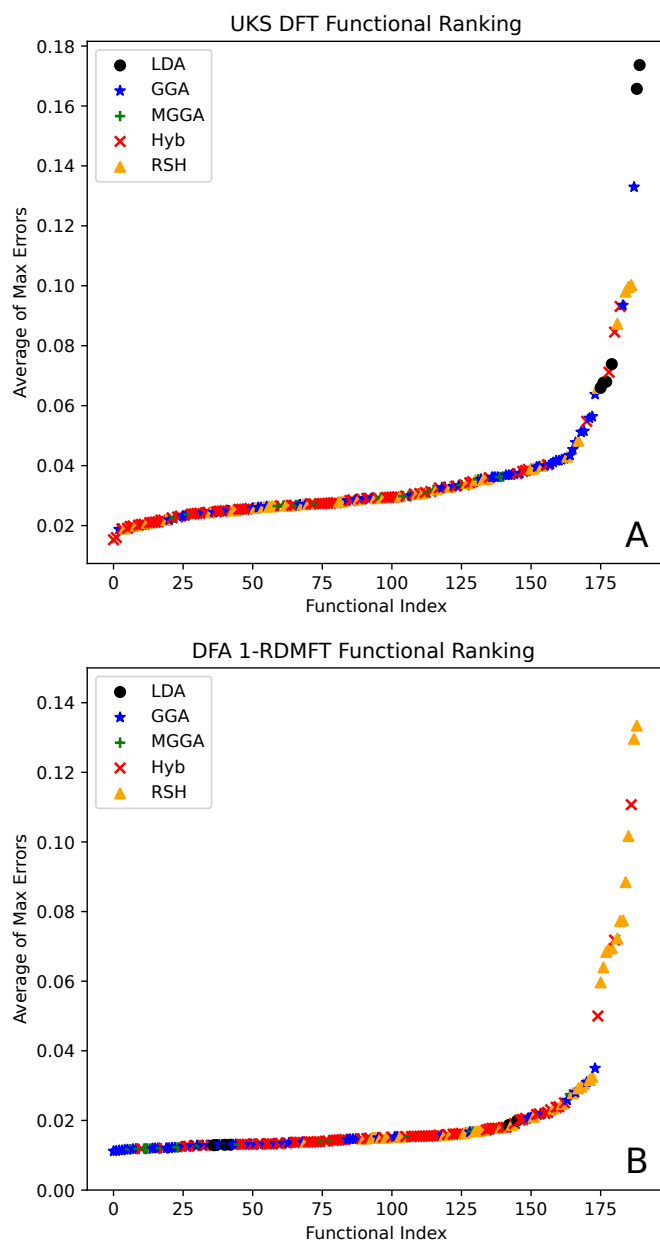 UKS DFT Functional Ranking
0.18
0.16
0.14
0.12
0.10
0.08
0.06
0.04
0.02
Average of Max Errors
LDA
GGA
MGGA
Hyb
RSH
A
0 25 50 75 100 125 150 175
Functional Index
DFA 1-RDMFT Functional Ranking
0.14
0.12
0.10
0.08
0.06
0.04
0.02
0.00
Average of Max Errors
LDA
GGA
MGGA
Hyb
RSH
B
0 25 50 75 100 125 150 175
Functional Index